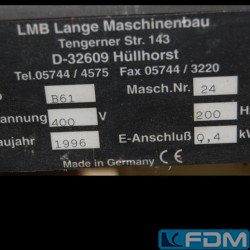 LMB Lange Maschinenbau
Tengerner Str. 143
D-32609 Hüllhorst
Tel.05744 / 4575 Fax 05744 / 3220
B61 Masch.Nr. 24
annung 400 V 200 H
aujahr 1996 E-Anschluß 0,4 k
Made in Germany CE
FDM